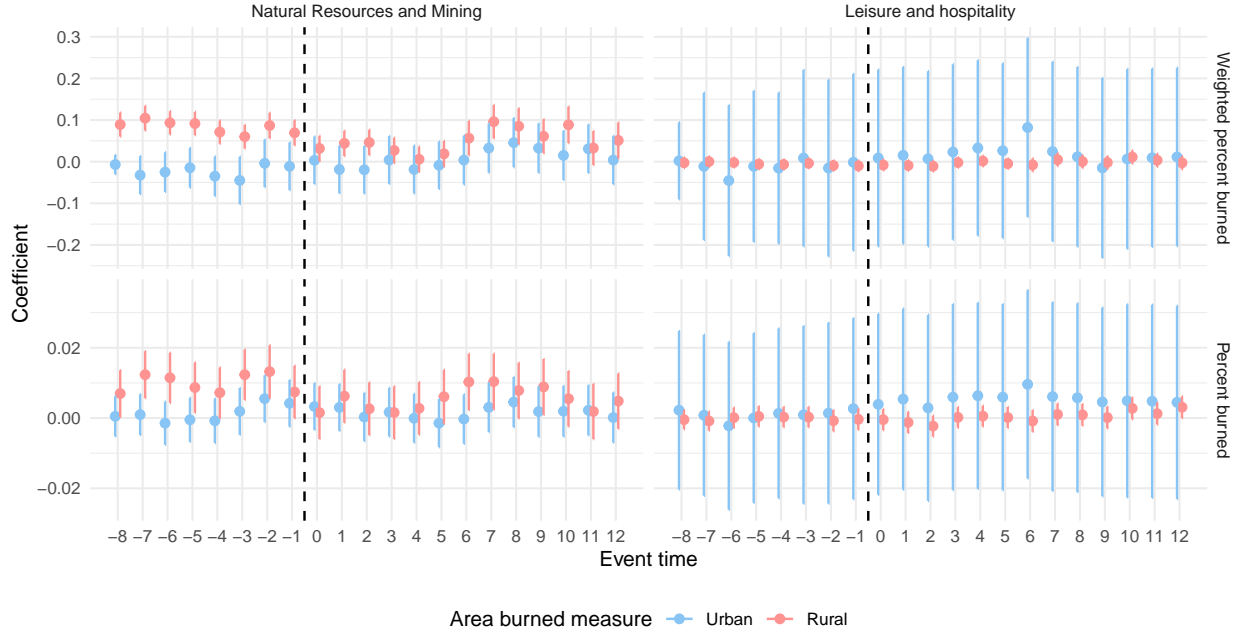 Natural Resources and Mining
Leisure and hospitality
0.3
0.2
0.1
0.0
−0.1
−0.2
Weighted percent burned
Coefficient
0.02
0.00
−0.02
Percent burned
−8 −7 −6 −5 −4 −3 −2 −1 0 1 2 3 4 5 6 7 8 9 10 11 12
−8 −7 −6 −5 −4 −3 −2 −1 0 1 2 3 4 5 6 7 8 9 10 11 12
Event time
Area burned measure Urban Rural